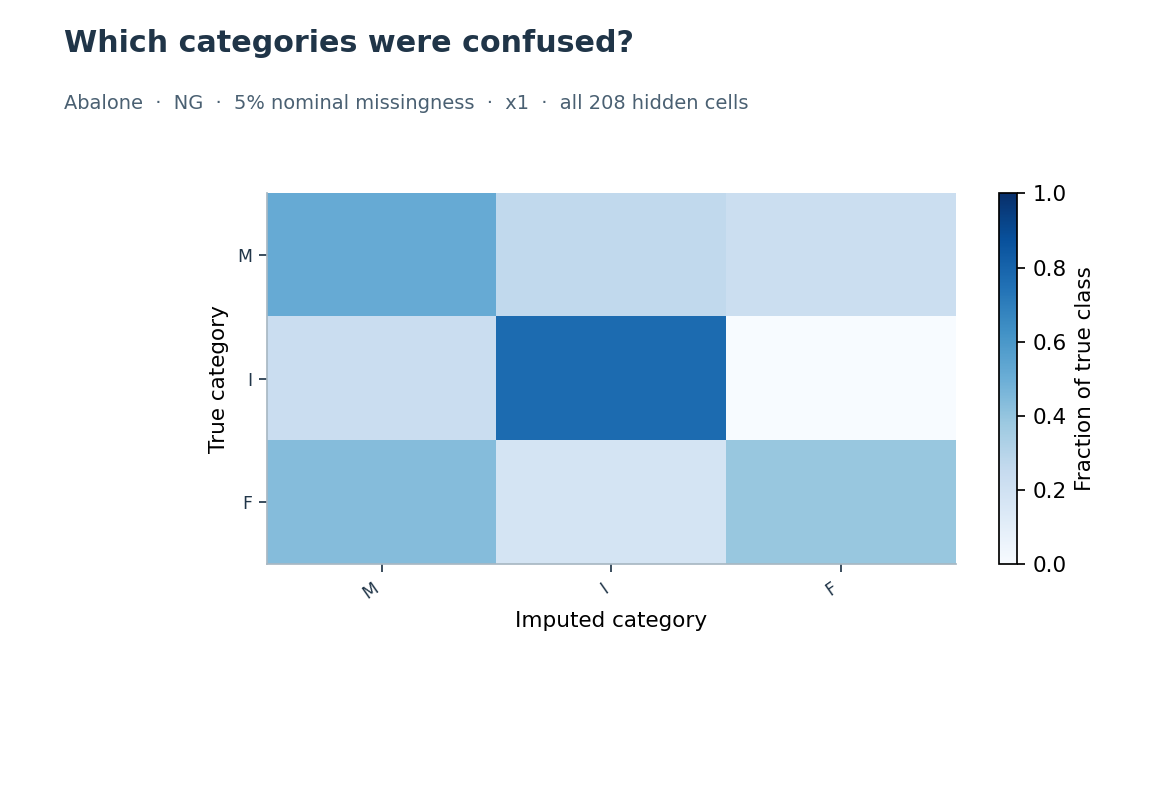 Which categories were confused?
Abalone · NG · 5% nominal missingness · x1 · all 208 hidden cells
True category
M
I
F
M
I
F
Imputed category
1.0
0.8
0.6
0.4
0.2
0.0
Fraction of true class